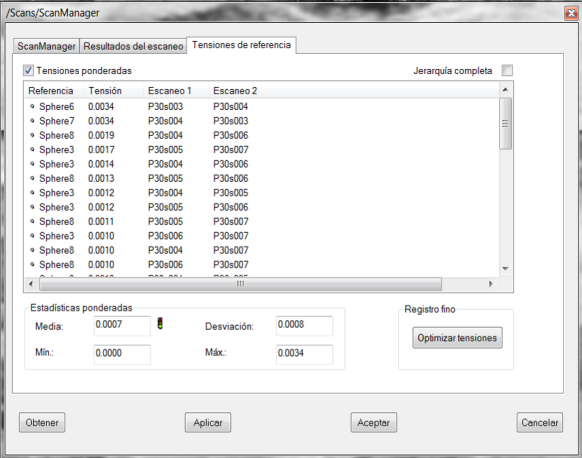 /Scans/ScanManager
ScanManager Resultados del escaneo Tensiones de referencia
Tensiones ponderadas Jerarquía completa
Referencia Tensión Escaneo 1 Escaneo 2
Sphere6 0.0034 P30s003 P30s003
Sphere7 0.0034 P30s004 P30s004
Sphere8 0.0019 P30s004 P30s006
Sphere3 0.0017 P30s005 P30s007
Sphere3 0.0014 P30s004 P30s006
Sphere8 0.0013 P30s005 P30s006
Sphere3 0.0012 P30s004 P30s005
Sphere3 0.0012 P30s005 P30s006
Sphere8 0.0011 P30s005 P30s007
Sphere3 0.0010 P30s006 P30s007
Sphere8 0.0010 P30s004 P30s007
Sphere8 0.0010 P30s006 P30s007
Estadísticas ponderadas Registro fino
Media: 0.0007 Desviación: 0.0008
Optimizar tensiones
Mín.: 0.0000 Máx.: 0.0034
Obtener Aplicar Aceptar Cancelar